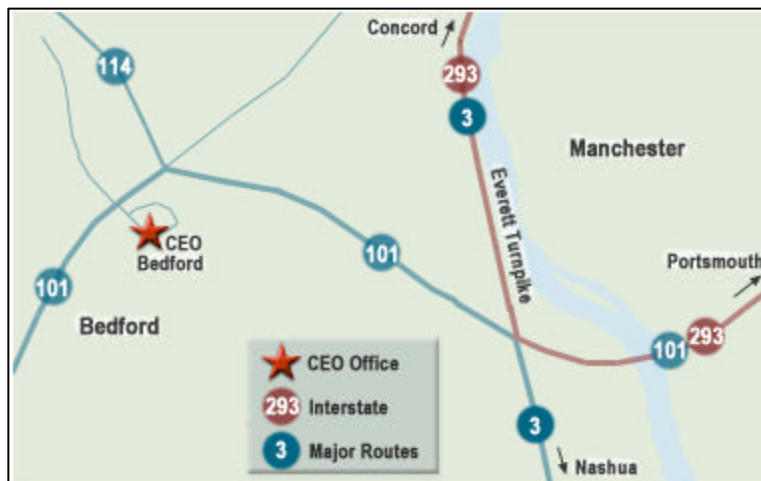 Concord
293
114
3
Manchester
Everett Turnpike
CEO
Bedford
101
Portsmouth
101
Bedford
293
101
CEO Office
293 Interstate
3 Major Routes
3
Nashua